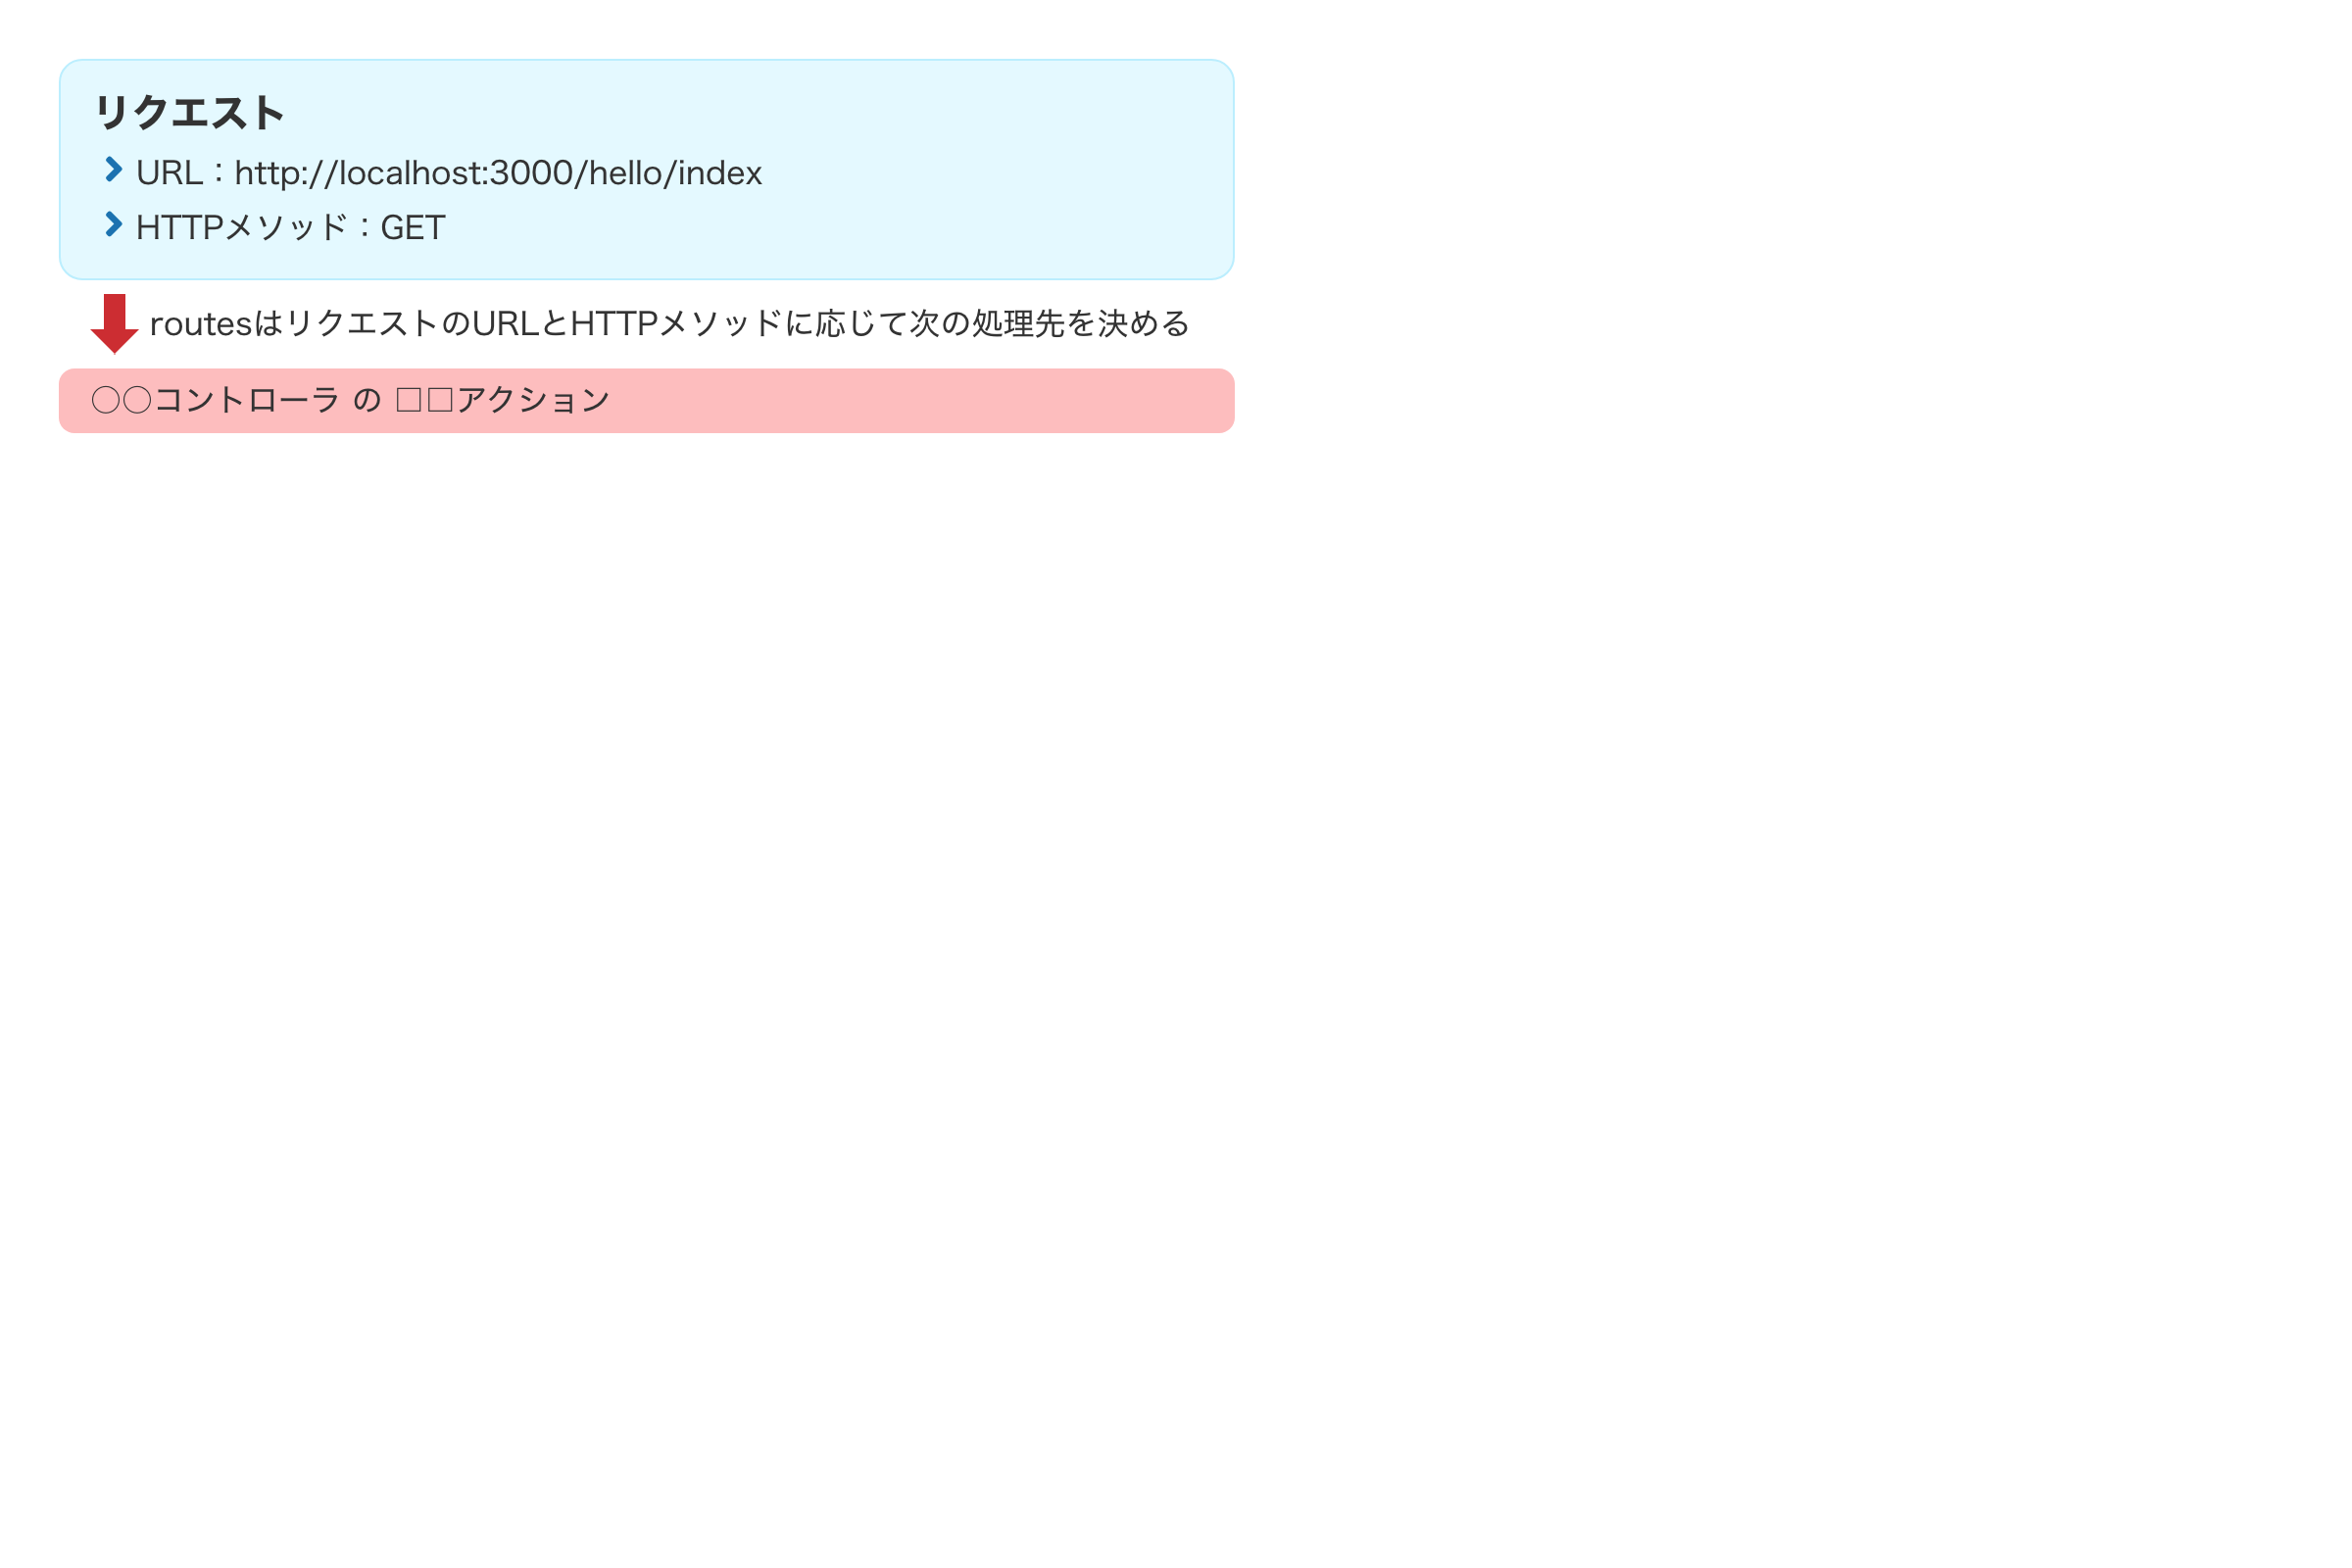 リクエスト
URL：http://localhost:3000/hello/index
HTTPメソッド：GET
routesはリクエストのURLとHTTPメソッドに応じて次の処理先を決める
◯◯コントローラ の □□アクション